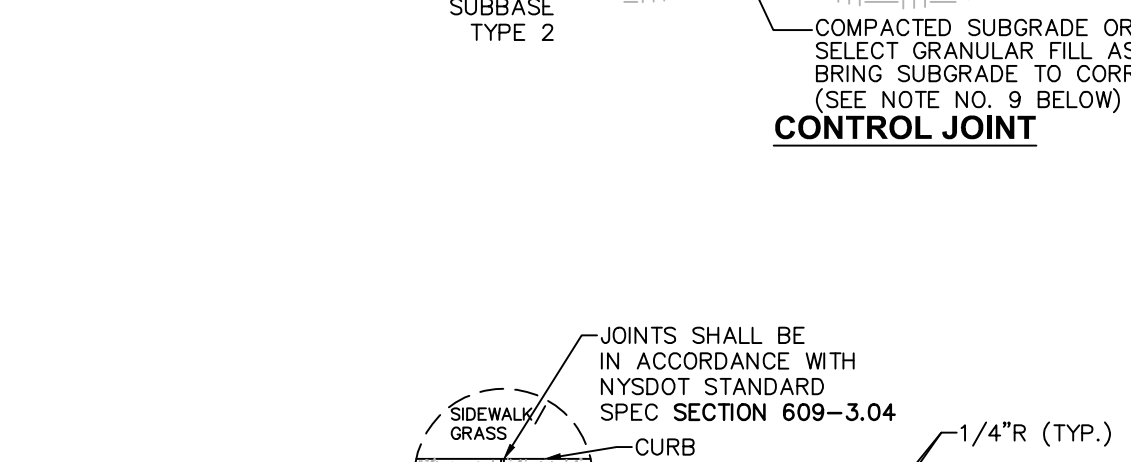 SUBBASE
TYPE 2
COMPACTED SUBGRADE OR
SELECT GRANULAR FILL AS
BRING SUBGRADE TO CORR
(SEE NOTE NO. 9 BELOW)
CONTROL JOINT
JOINTS SHALL BE
IN ACCORDANCE WITH
NYSDOT STANDARD
SPEC SECTION 609-3.04
SIDEWALK/
GRASS
CURB
1/4"R (TYP.)